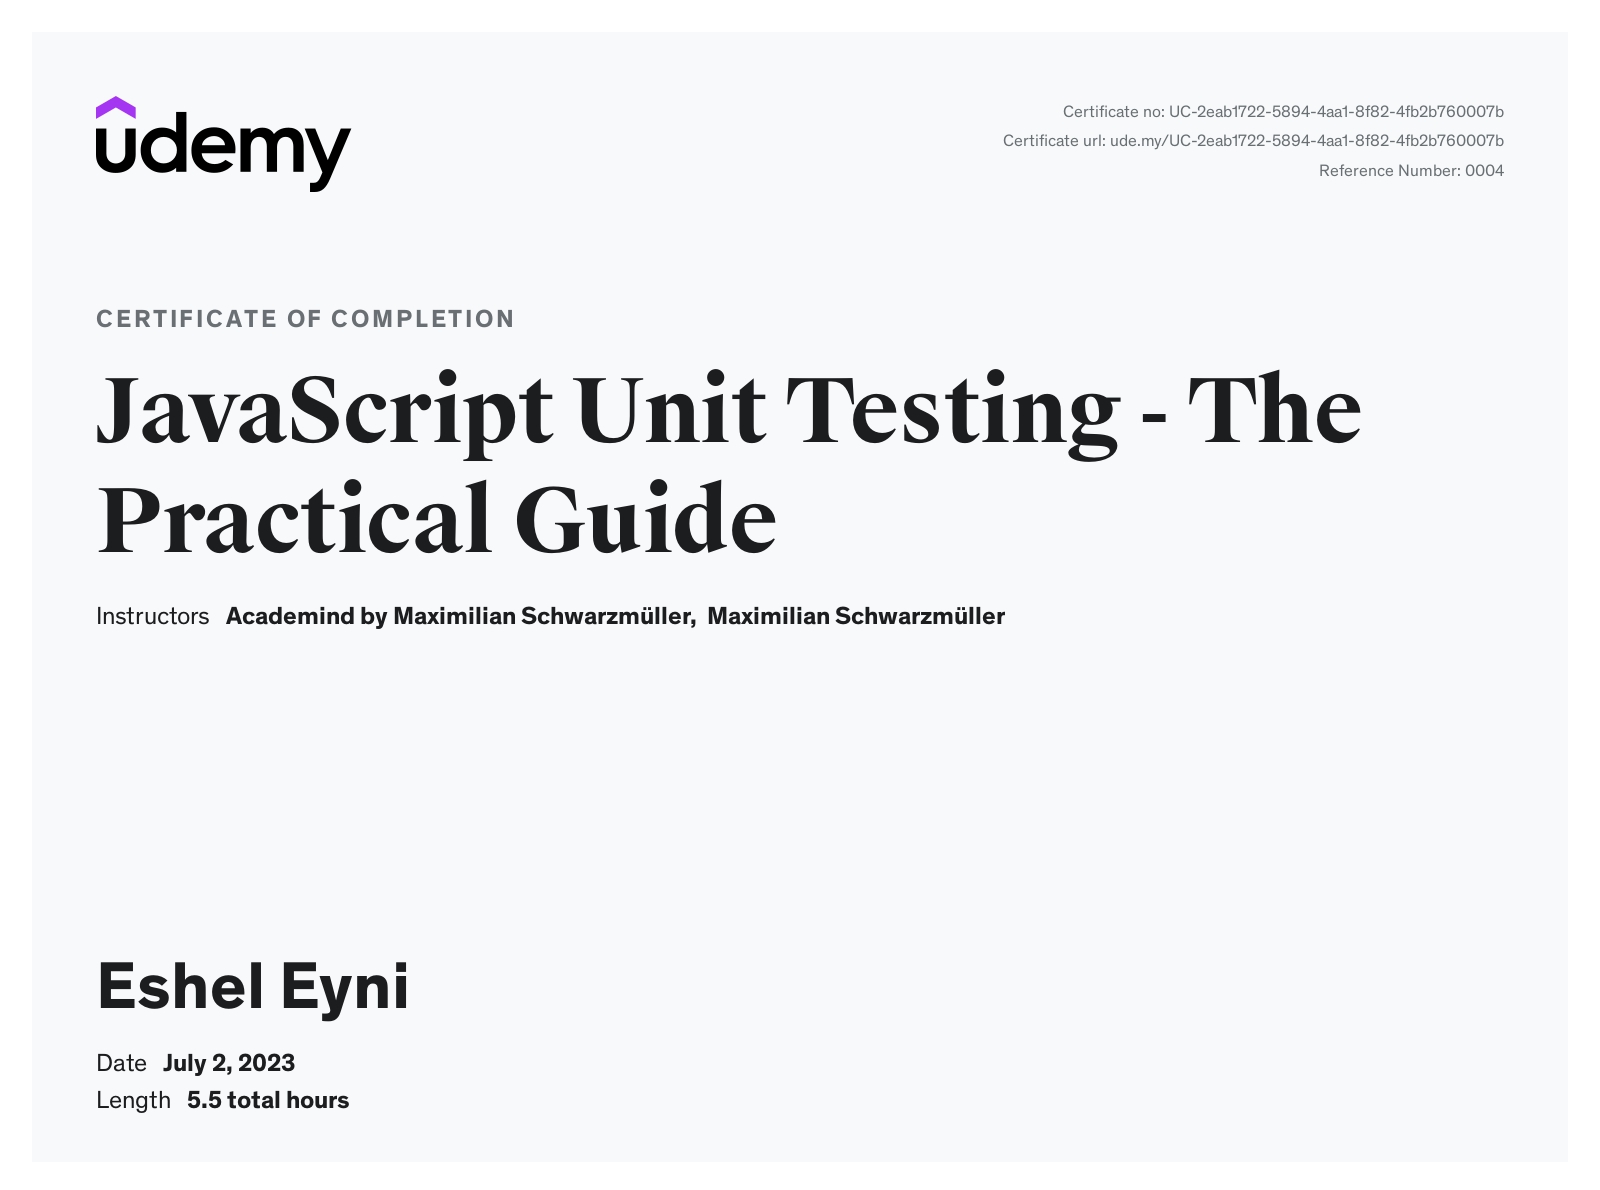 udemy
Certificate no: UC-2eab1722-5894-4aa1-8f82-4fb2b760007b
Certificate url: ude.my/UC-2eab1722-5894-4aa1-8f82-4fb2b760007b
Reference Number: 0004
CERTIFICATE OF COMPLETION
JavaScript Unit Testing - The
Practical Guide
Instructors Academind by Maximilian Schwarzmüller, Maximilian Schwarzmüller
Eshel Eyni
Date July 2, 2023
Length 5.5 total hours